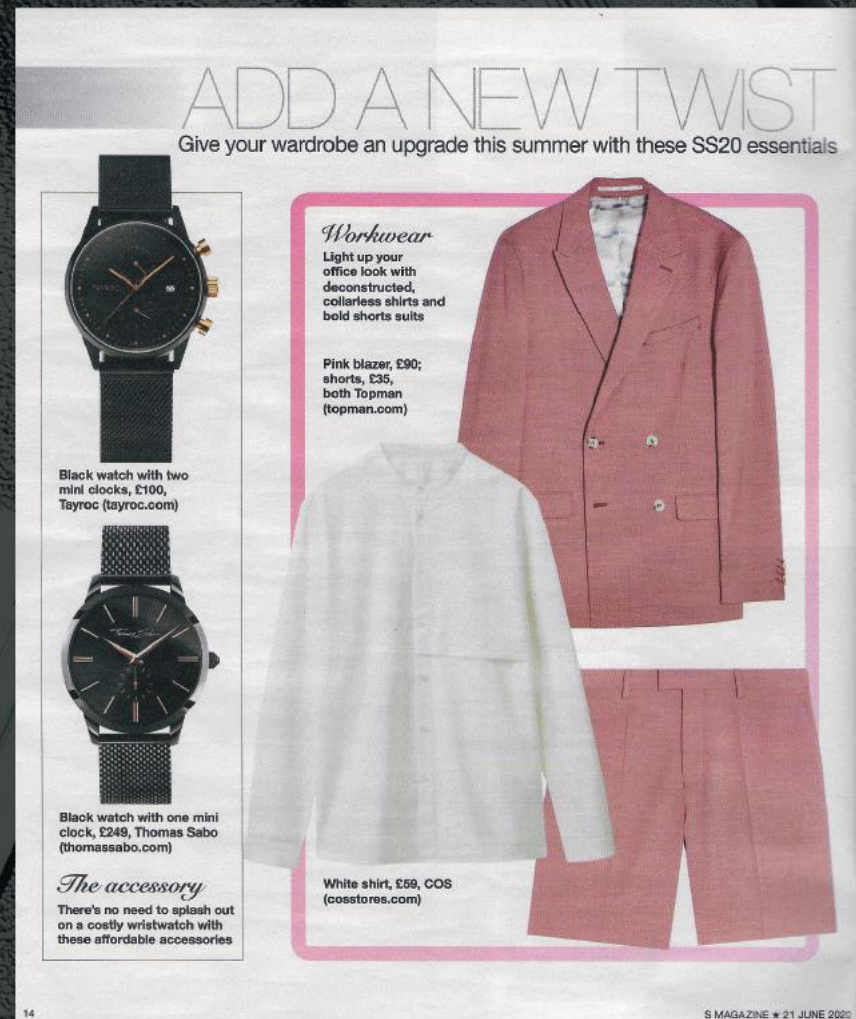 ADD A NEW TWIST
Give your wardrobe an upgrade this summer with these SS20 essentials
TAYROC
Black watch with two
mini clocks, £100,
Tayroc (tayroc.com)
Thomas Sabo
Black watch with one mini
clock, £249, Thomas Sabo
(thomassabo.com)
The accessory
There's no need to splash out
on a costly wristwatch with
these affordable accessories
Workwear
Light up your
office look with
deconstructed,
collarless shirts and
bold shorts suits
Pink blazer, £90;
shorts, £35,
both Topman
(topman.com)
White shirt, £59, COS
(cosstores.com)
14
S MAGAZINE ★ 21 JUNE 2020